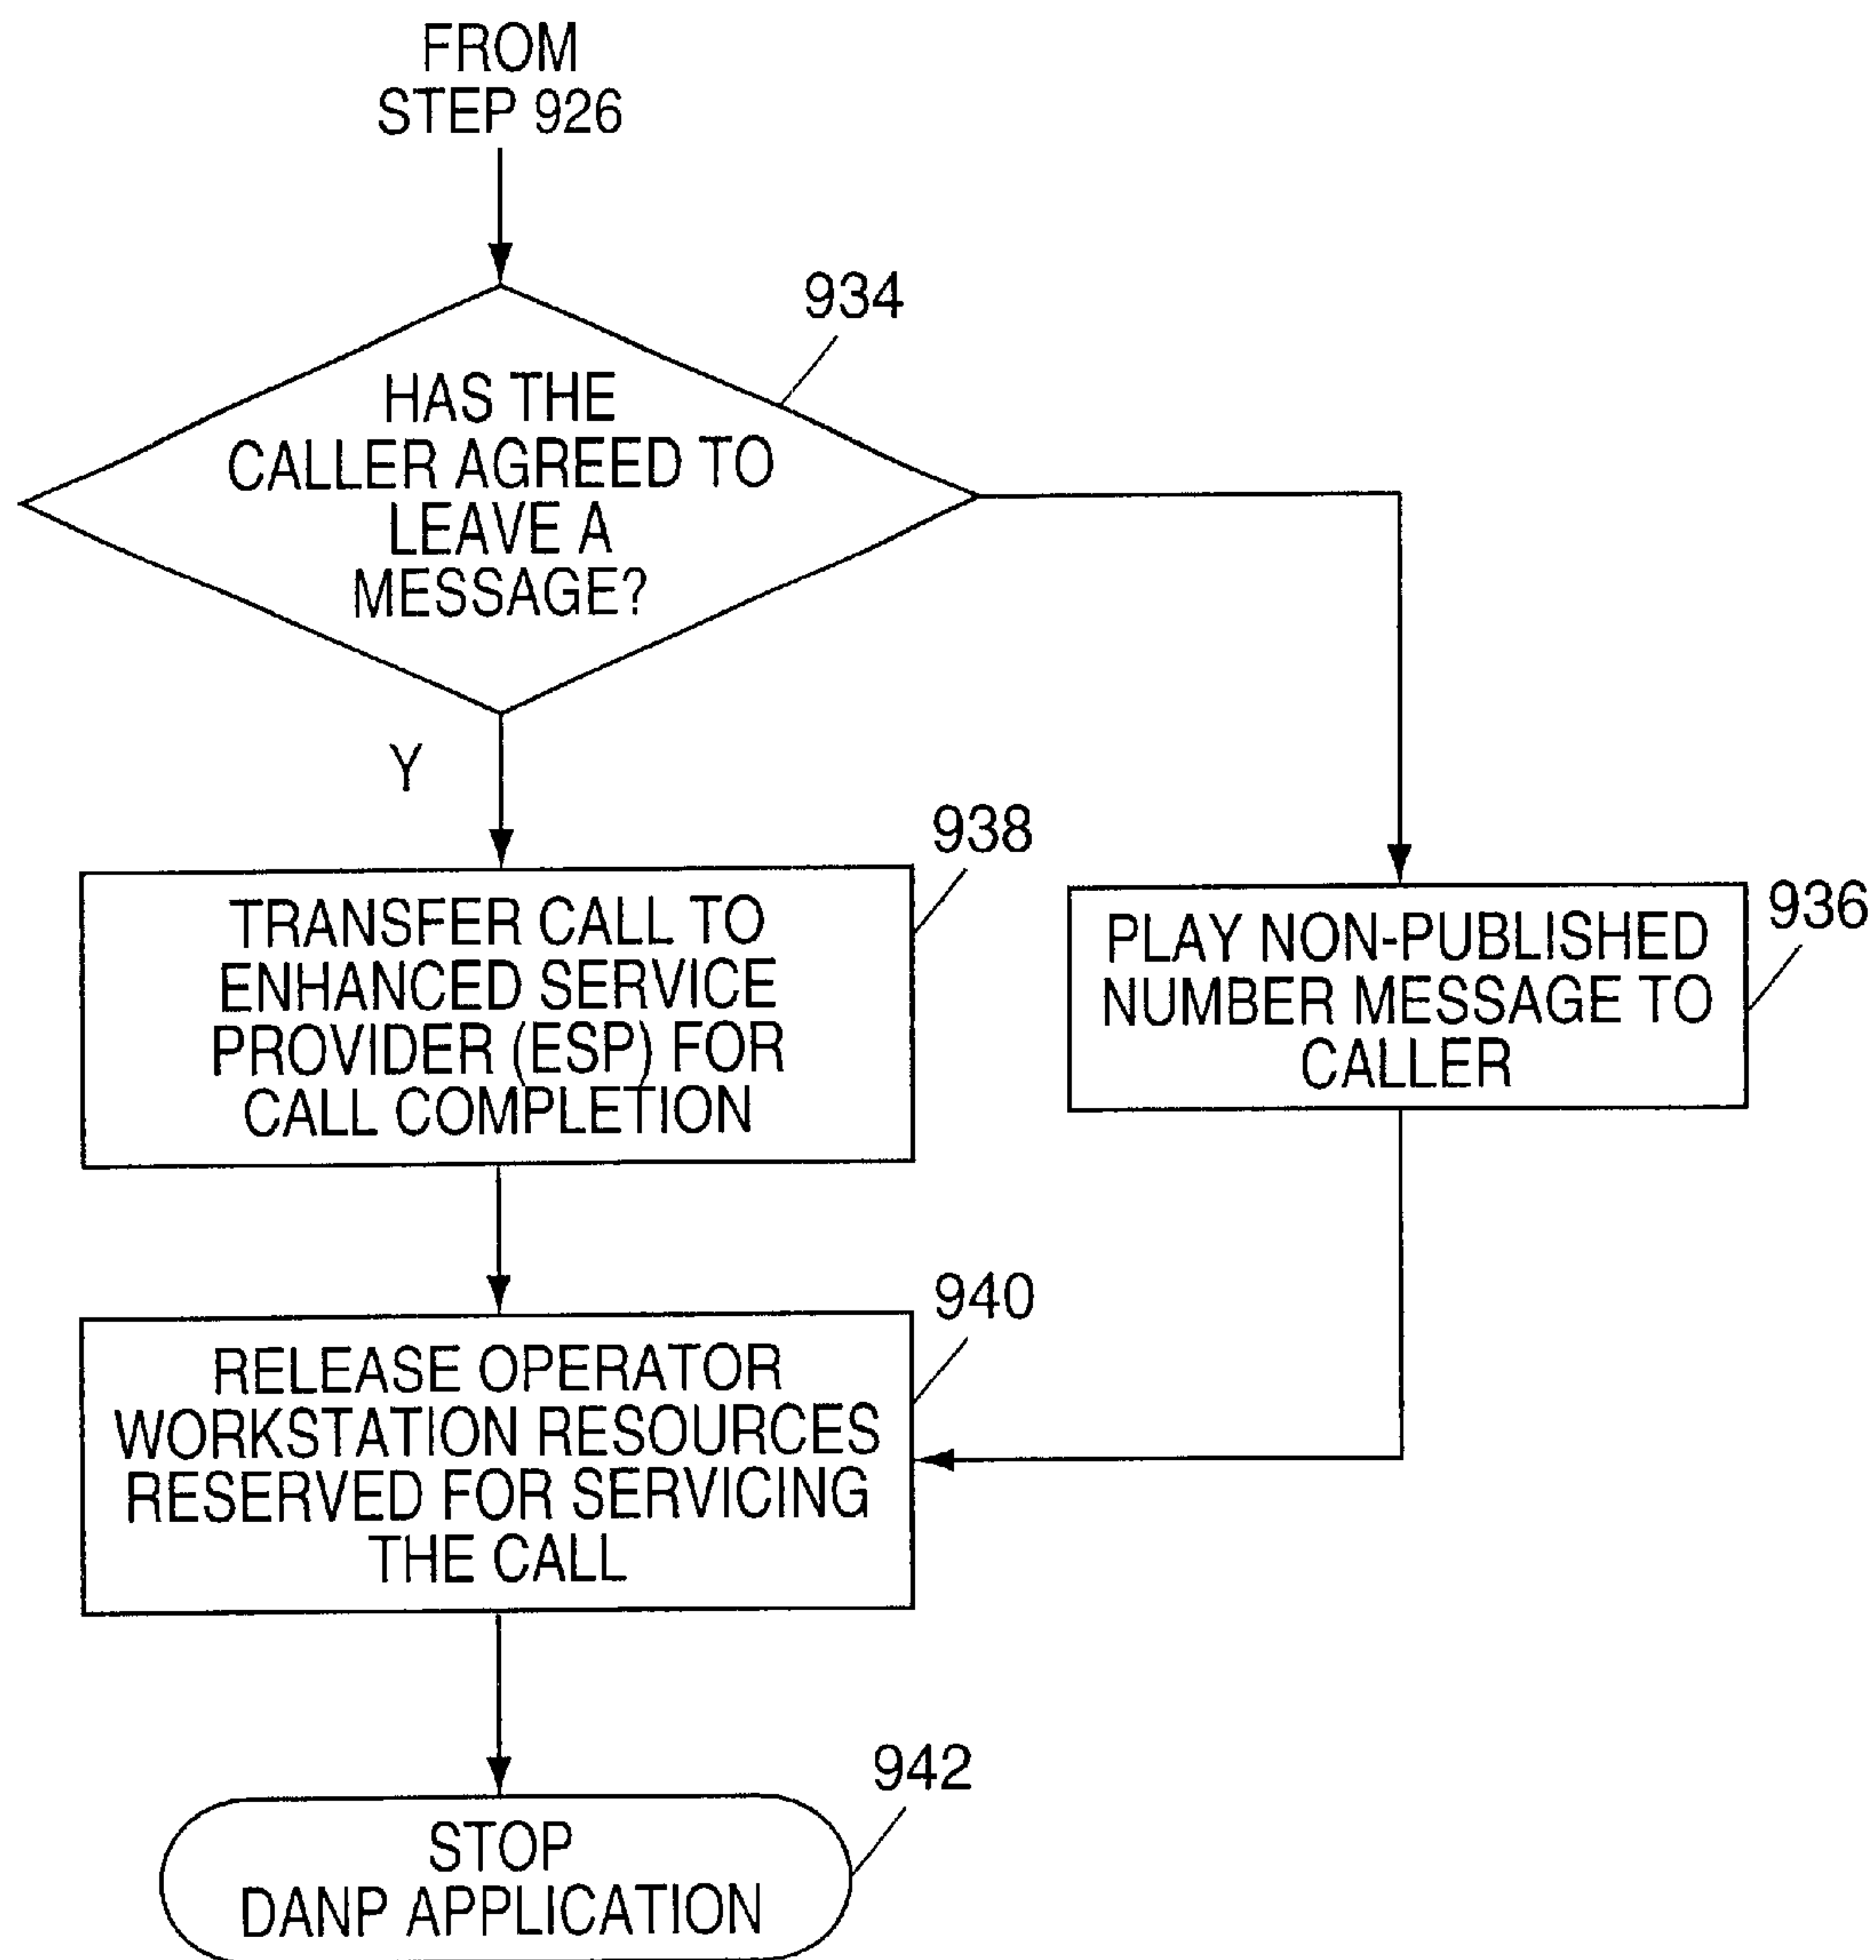 FROM
STEP 926
934
HAS THE
CALLER AGREED TO
LEAVE A
MESSAGE?
Y
938
TRANSFER CALL TO
ENHANCED SERVICE
PROVIDER (ESP) FOR
CALL COMPLETION
936
PLAY NON-PUBLISHED
NUMBER MESSAGE TO
CALLER
940
RELEASE OPERATOR
WORKSTATION RESOURCES
RESERVED FOR SERVICING
THE CALL
942
STOP
DANP APPLICATION